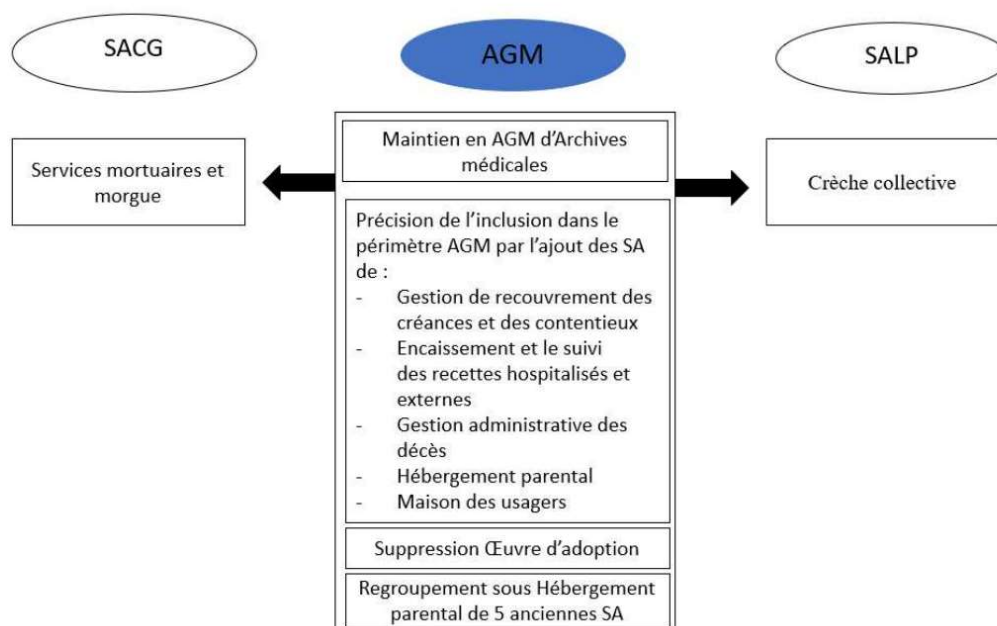 SACG
AGM
SALP
Services mortuaires et
morgue
Maintien en AGM d’Archives
médicales
Précision de l’inclusion dans le
périmètre AGM par l’ajout des SA
de :
- Gestion de recouvrement des
créances et des contentieux
- Encaissement et le suivi
des recettes hospitalisés et
externes
- Gestion administrative des
décès
- Hébergement parental
- Maison des usagers
Suppression Œuvre d’adoption
Regroupement sous Hébergement
parental de 5 anciennes SA
Crèche collective